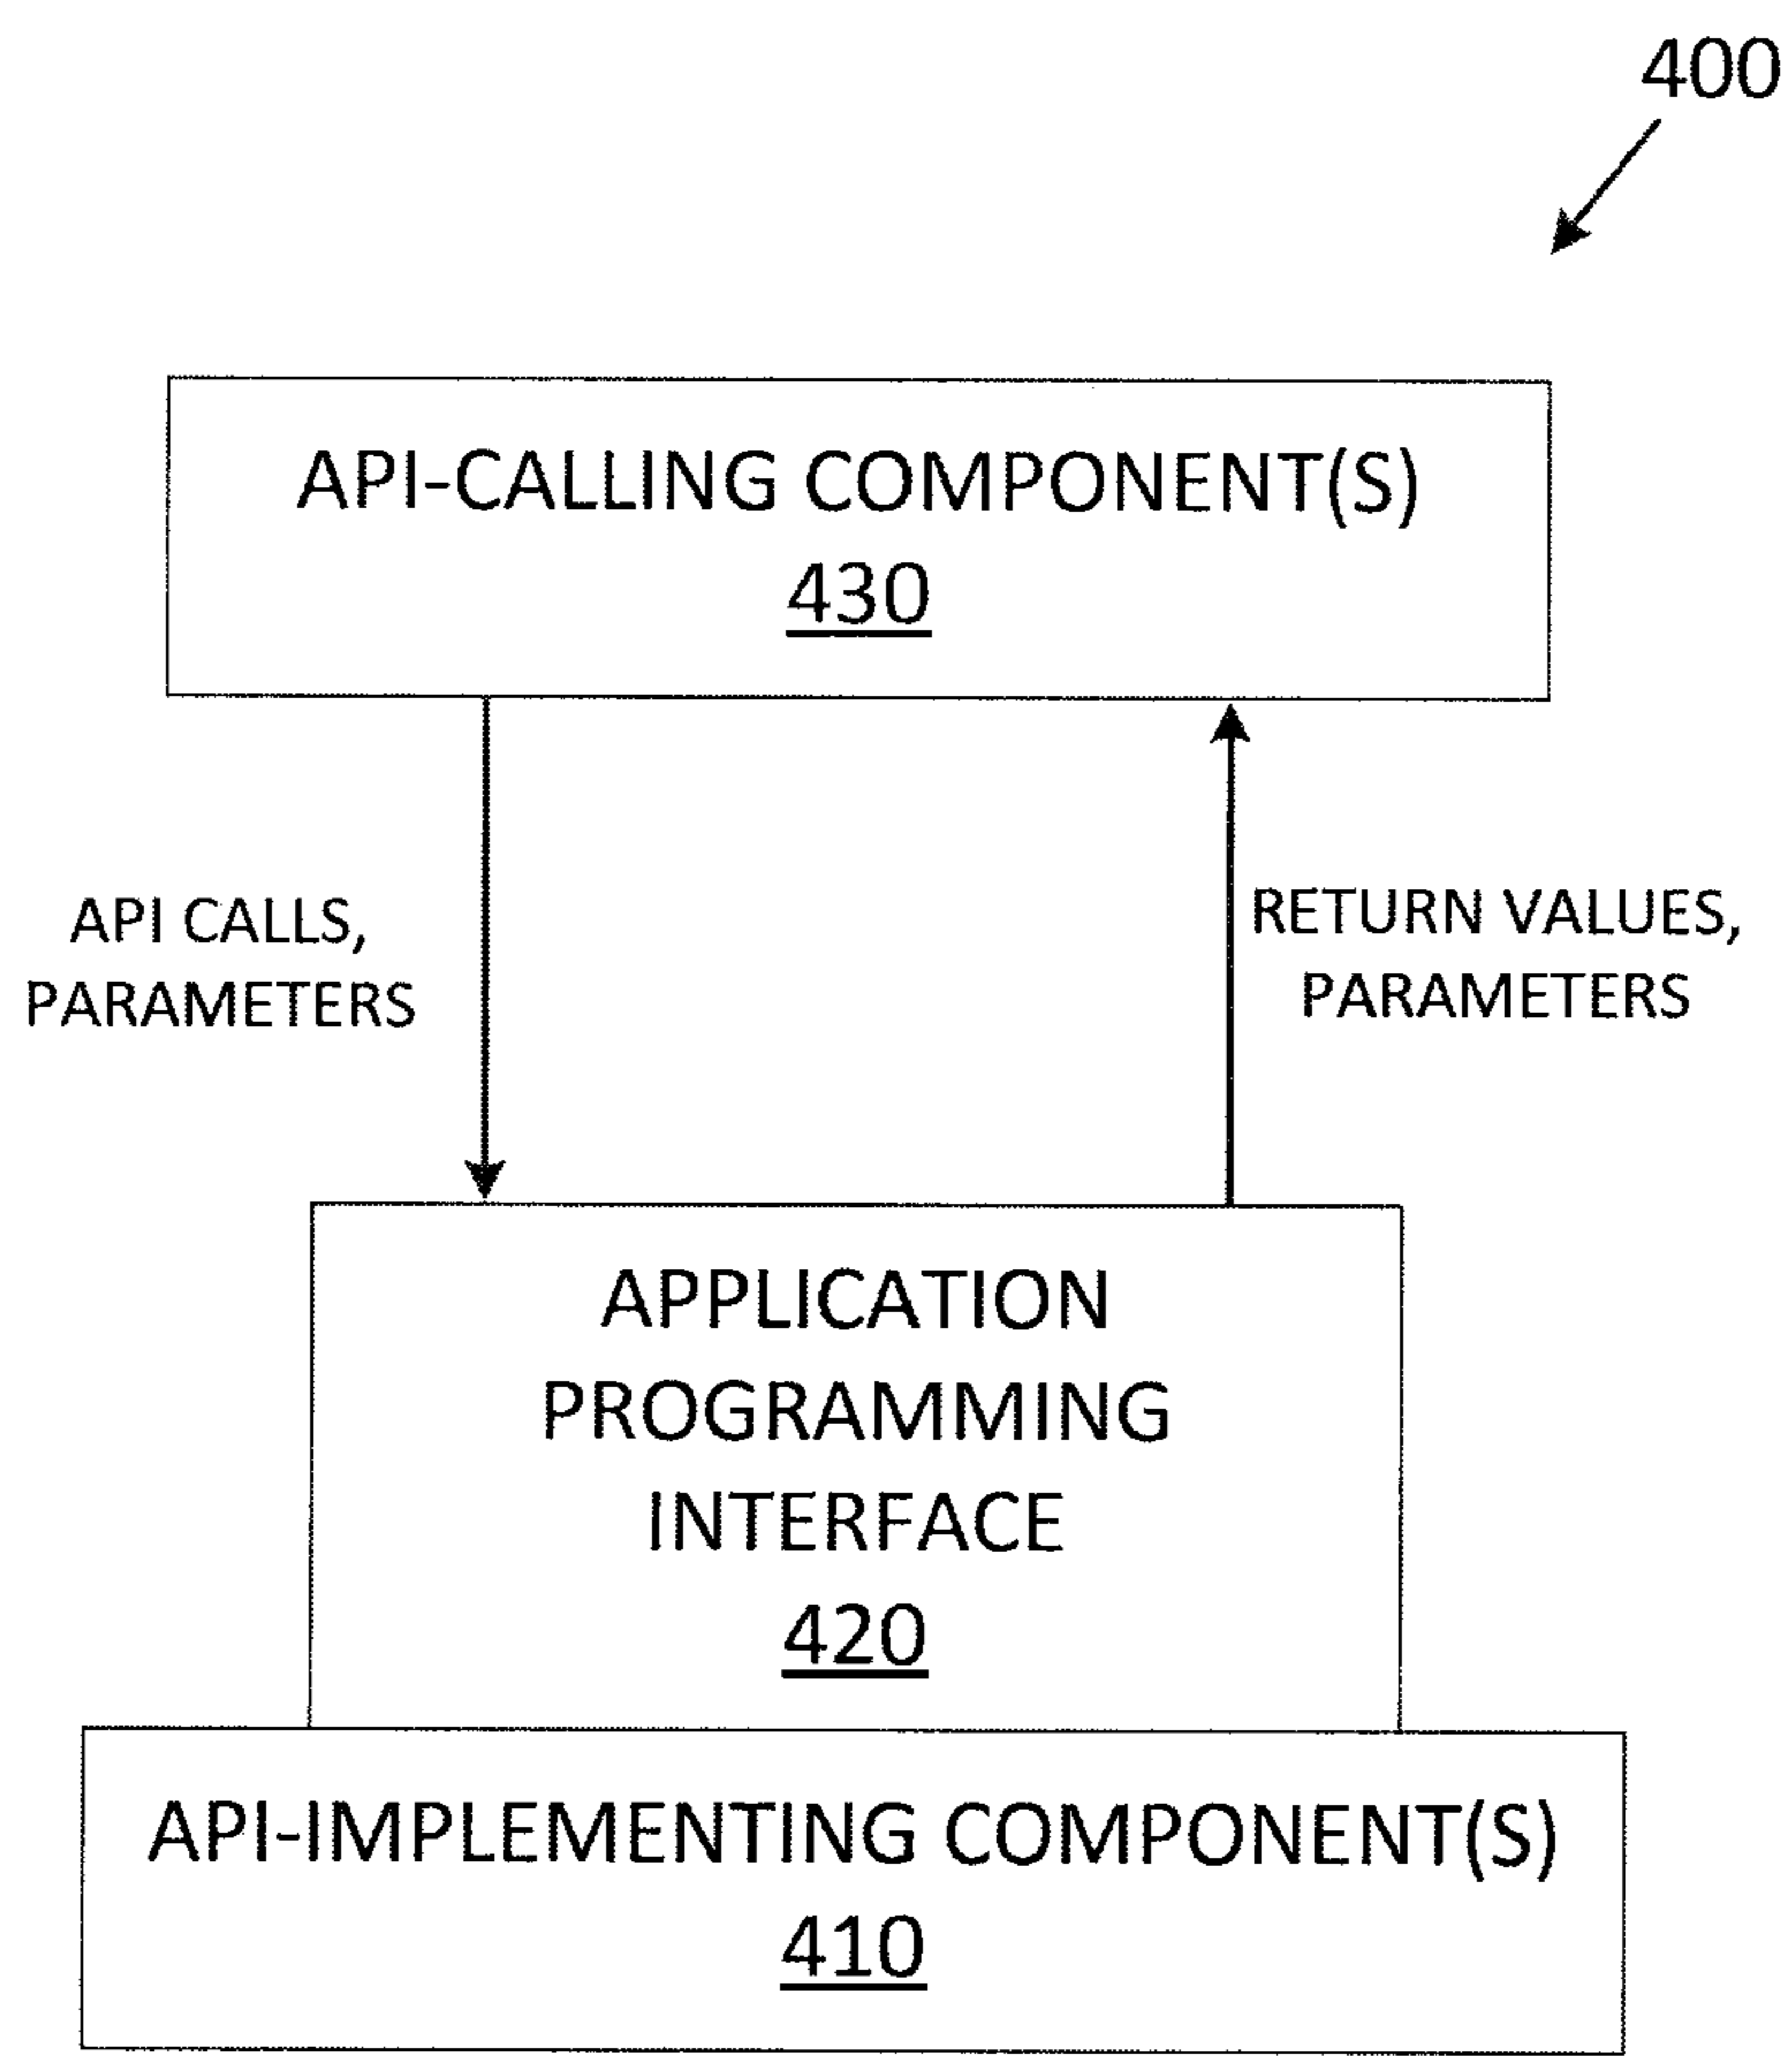 400
API-CALLING COMPONENT(S)
430
API CALLS,
PARAMETERS
RETURN VALUES,
PARAMETERS
APPLICATION
PROGRAMMING
INTERFACE
420
API-IMPLEMENTING COMPONENT(S)
410